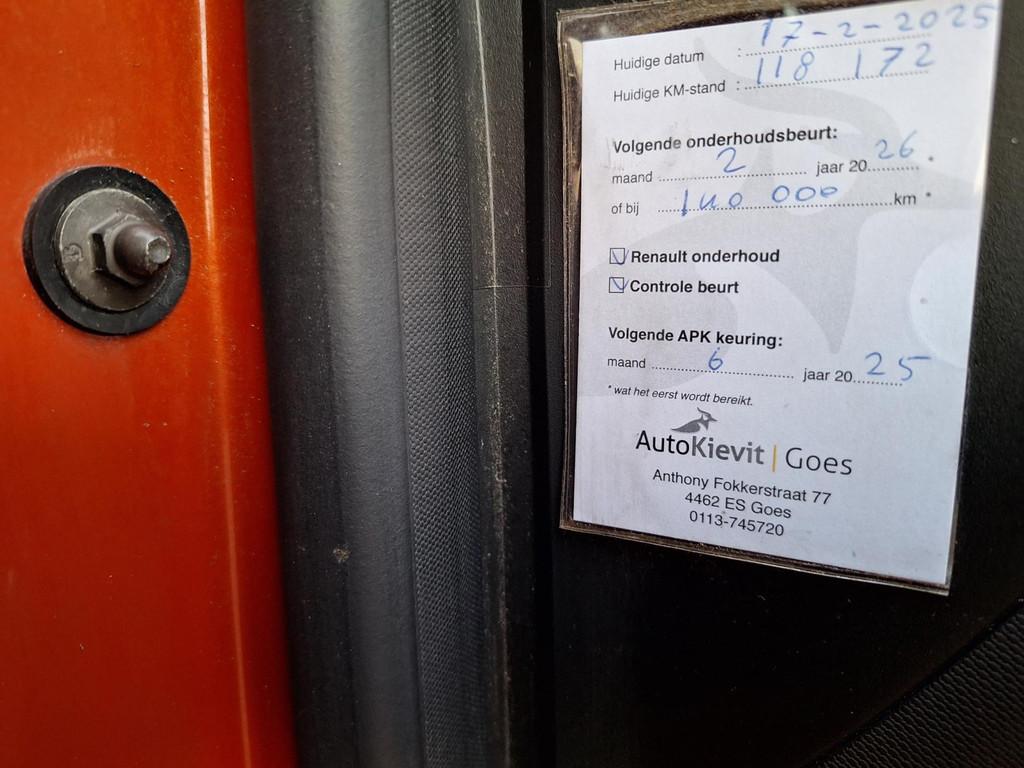 Huidige datum : 17-2-2025
Huidige KM-stand : 118 172
Volgende onderhoudsbeurt:
maand 2 jaar 20 26 *
of bij 140 000 km *
Renault onderhoud
Controle beurt
Volgende APK keuring:
maand 6 jaar 20 25
* wat het eerst wordt bereikt.
AutoKievit | Goes
Anthony Fokkerstraat 77
4462 ES Goes
0113-745720